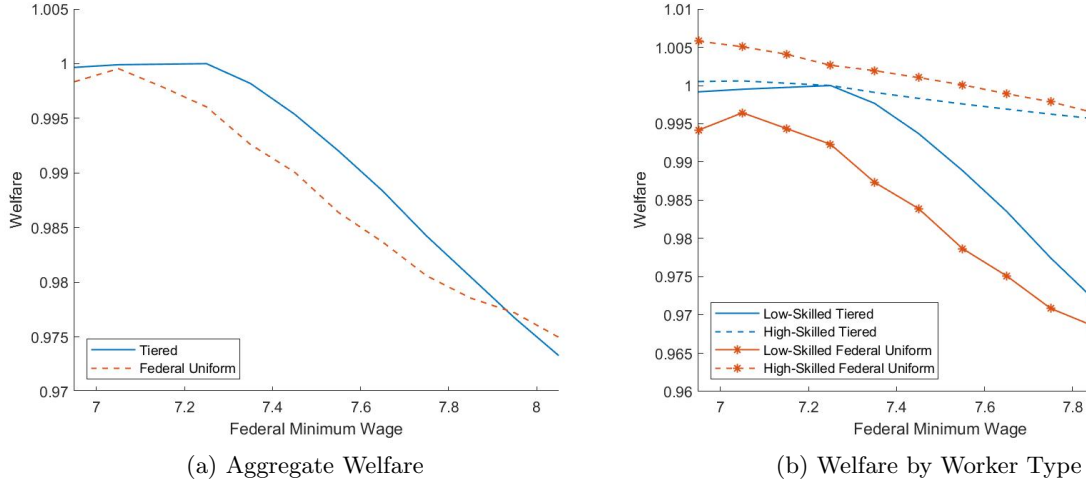 1.005
1
0.995
0.99
0.985
0.98
0.975
0.97
Welfare
Tiered
Federal Uniform
7
7.2
7.4
7.6
7.8
8
Federal Minimum Wage
(a) Aggregate Welfare
1.01
1.005
1
0.995
0.99
0.985
0.98
0.975
0.97
0.965
0.96
Welfare
Low-Skilled Tiered
High-Skilled Tiered
Low-Skilled Federal Uniform
High-Skilled Federal Uniform
7
7.2
7.4
7.6
7.8
Federal Minimum Wage
(b) Welfare by Worker Type